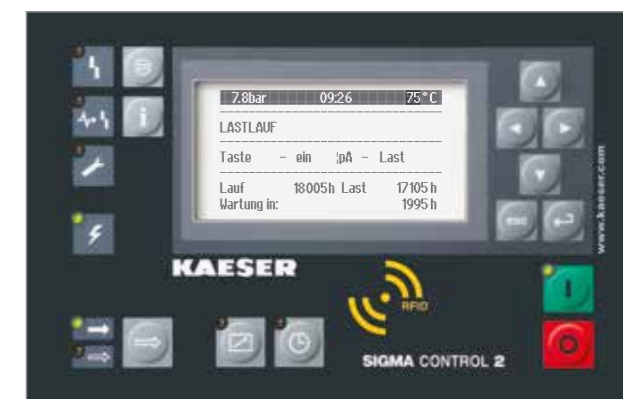 7.8bar 09:26 75°C
LASTLAUF
Taste - ein ¦pA - Last
Lauf 18005h Last 17105h
Wartung in: 1995h
esc
www.kaeser.com
KAESER
RFID
I
O
SIGMA CONTROL 2